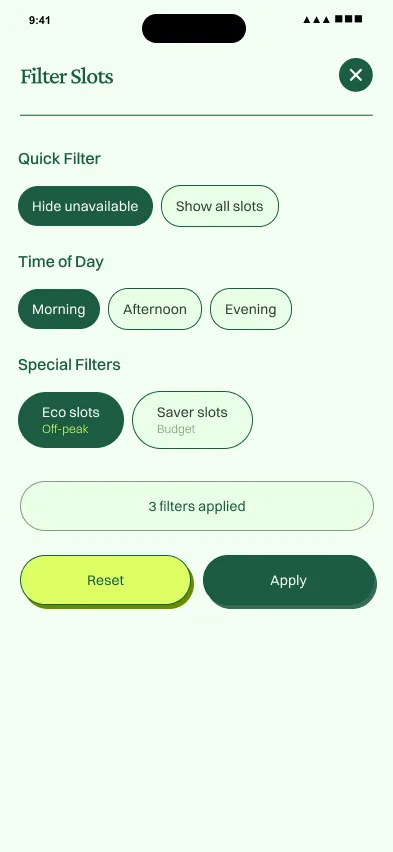 9:41
Filter Slots
Quick Filter
Hide unavailable
Show all slots
Time of Day
Morning
Afternoon
Evening
Special Filters
Eco slots
Off-peak
Saver slots
Budget
3 filters applied
Reset
Apply